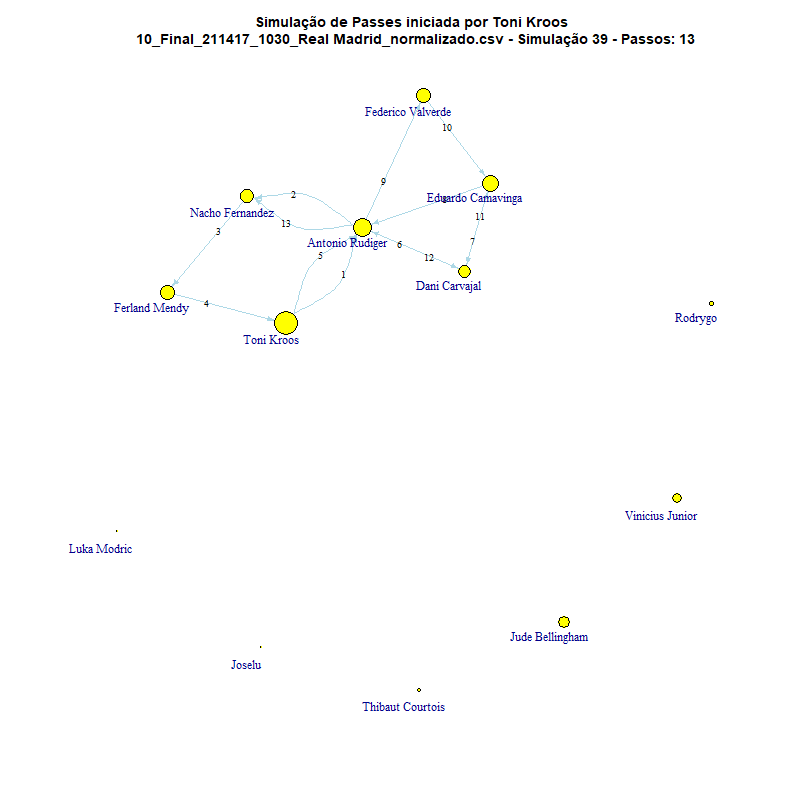 Simulação de Passes iniciada por Toni Kroos
10_Final_211417_1030_Real Madrid_normalizado.csv - Simulação 39 - Passos: 13
Federico Valverde
10
9
Eduardo Camavinga
Nacho Fernandez
2
11
13
3
Antonio Rudiger
6
7
5
12
1
Dani Carvajal
Ferland Mendy
4
Toni Kroos
Rodrygo
Vinicius Junior
Luka Modric
Jude Bellingham
Joselu
Thibaut Courtois